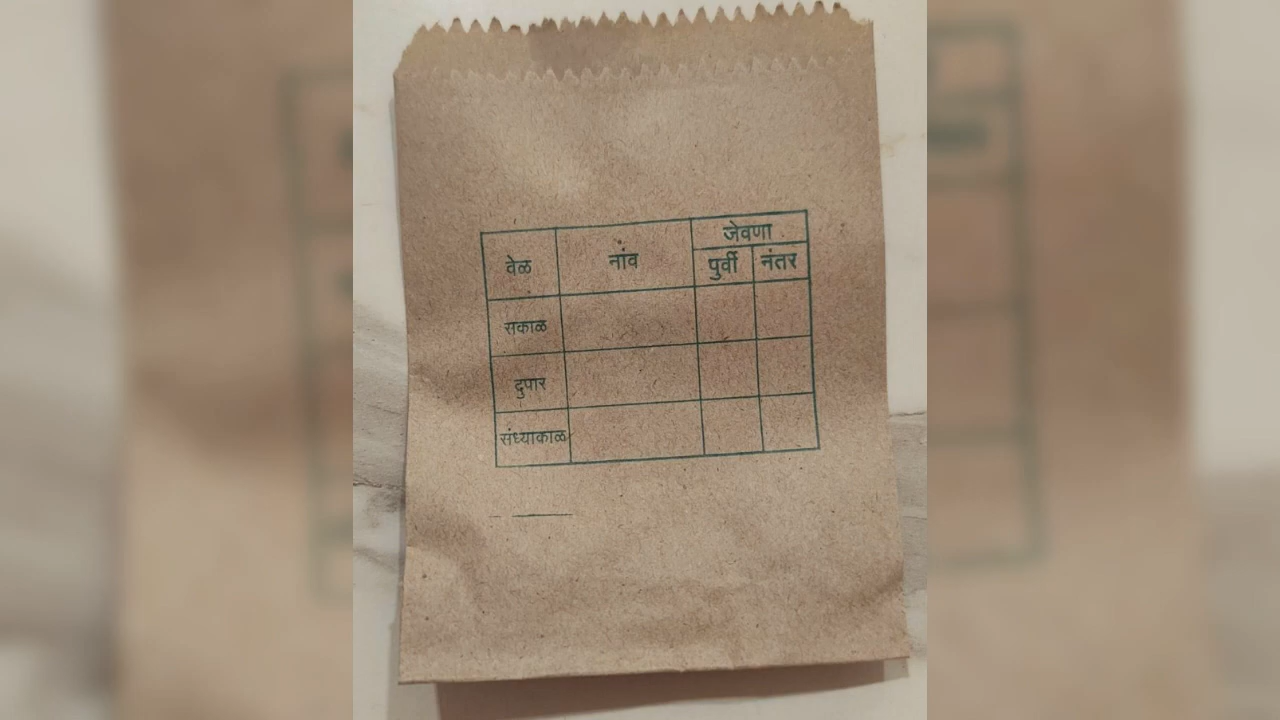 वेळ नांव जेवणा
पुर्वी नंतर
सकाळ
दुपार
संध्याकाळ